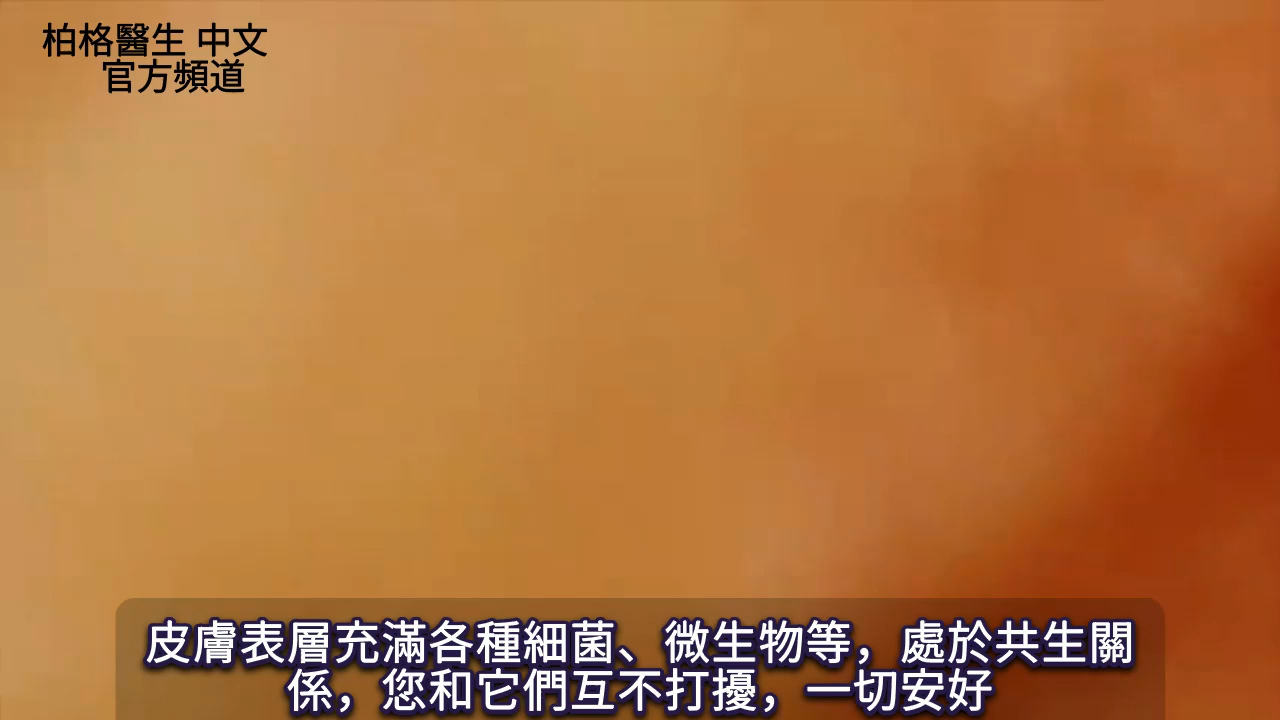 柏格醫生 中文
官方頻道
皮膚表層充滿各種細菌、微生物等，處於共生關
係，您和它們互不打擾，一切安好